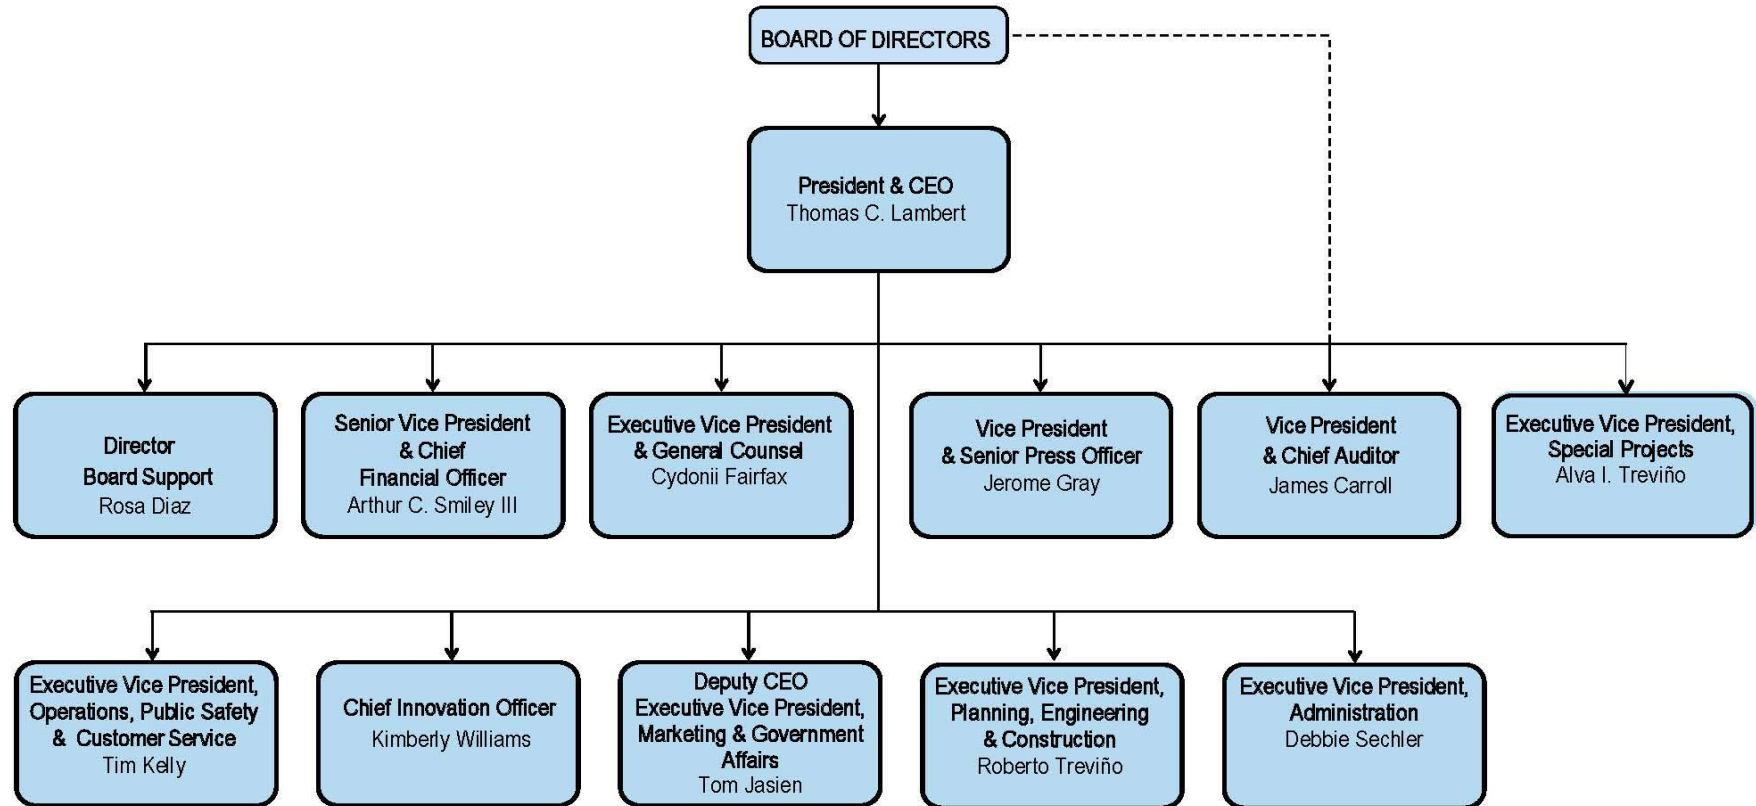 BOARD OF DIRECTORS
President & CEO
Thomas C. Lambert
Director
Board Support
Rosa Diaz
Senior Vice President
& Chief
Financial Officer
Arthur C. Smiley III
Executive Vice President
& General Counsel
Cydonii Fairfax
Vice President
& Senior Press Officer
Jerome Gray
Vice President
& Chief Auditor
James Carroll
Executive Vice President,
Special Projects
Alva I. Treviño
Executive Vice President,
Operations, Public Safety
& Customer Service
Tim Kelly
Chief Innovation Officer
Kimberly Williams
Deputy CEO
Executive Vice President,
Marketing & Government
Affairs
Tom Jasien
Executive Vice President,
Planning, Engineering
& Construction
Roberto Treviño
Executive Vice President,
Administration
Debbie Sechler